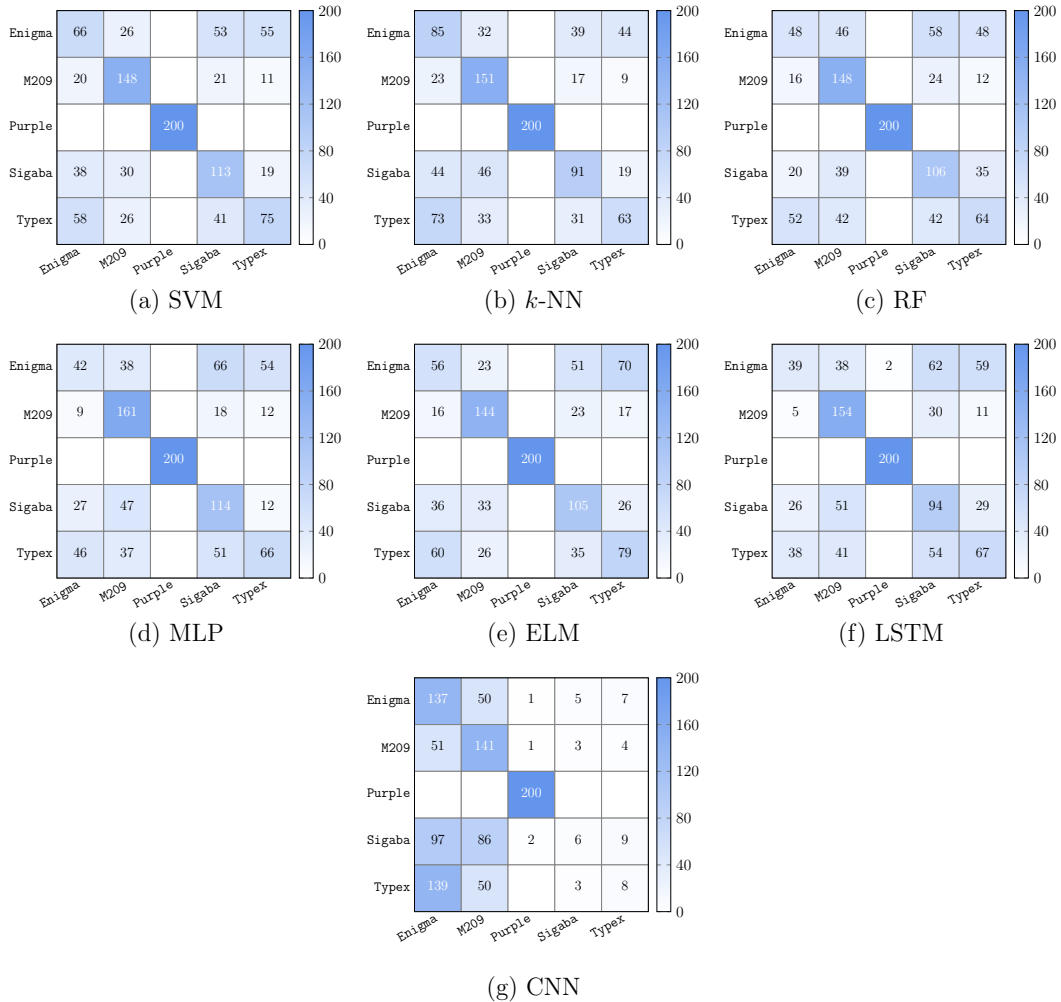 200
Enigma 66 26 53 55 160
M209 20 148 21 11 120
Purple 200 80
Sigaba 38 30 113 19 40
Typex 58 26 41 75 0
Enigma M209 Purple Sigaba Typex
(a) SVM
200
Enigma 85 32 39 44 160
M209 23 151 17 9 120
Purple 200 80
Sigaba 44 46 91 19 40
Typex 73 33 31 63 0
Enigma M209 Purple Sigaba Typex
(b) k-NN
200
Enigma 48 46 58 48 160
M209 16 148 24 12 120
Purple 200 80
Sigaba 20 39 106 35 40
Typex 52 42 42 64 0
Enigma M209 Purple Sigaba Typex
(c) RF
200
Enigma 42 38 66 54 160
M209 9 161 18 12 120
Purple 200 80
Sigaba 27 47 114 12 40
Typex 46 37 51 66 0
Enigma M209 Purple Sigaba Typex
(d) MLP
200
Enigma 56 23 51 70 160
M209 16 144 23 17 120
Purple 200 80
Sigaba 36 33 105 26 40
Typex 60 26 35 79 0
Enigma M209 Purple Sigaba Typex
(e) ELM
200
Enigma 39 38 2 62 59 160
M209 5 154 30 11 120
Purple 200 80
Sigaba 26 51 94 29 40
Typex 38 41 54 67 0
Enigma M209 Purple Sigaba Typex
(f) LSTM
200
Enigma 137 50 1 5 7 160
M209 51 141 1 3 4 120
Purple 200 80
Sigaba 97 86 2 6 9 40
Typex 139 50 3 8 0
Enigma M209 Purple Sigaba Typex
(g) CNN